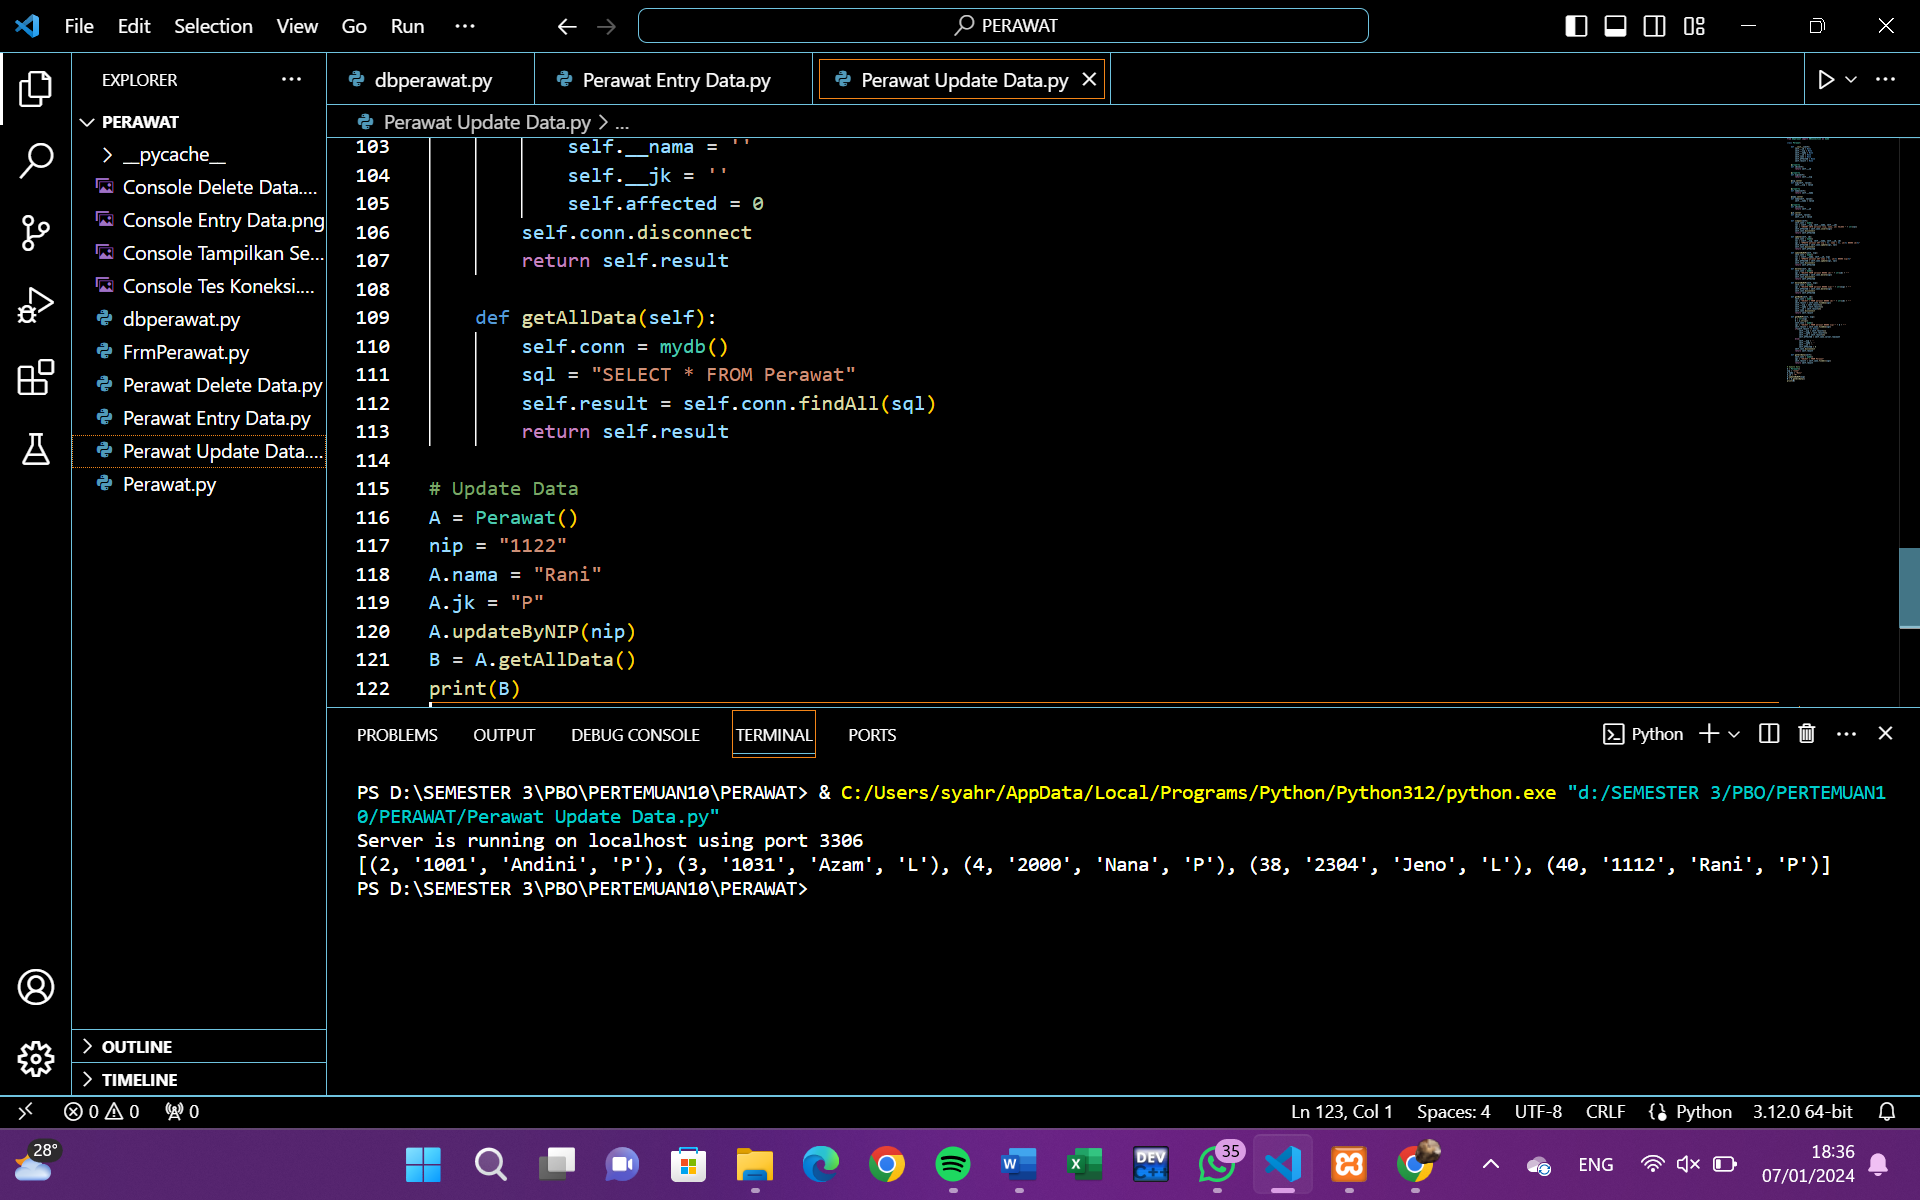 File Edit Selection View Go Run ···
PERAWAT
EXPLORER ···
PERAWAT
__pycache__
Console Delete Data....
Console Entry Data.png
Console Tampilkan Se...
Console Tes Koneksi....
dbperawat.py
FrmPerawat.py
Perawat Delete Data.py
Perawat Entry Data.py
Perawat Update Data....
Perawat.py
OUTLINE
TIMELINE
dbperawat.py
Perawat Entry Data.py
Perawat Update Data.py
Perawat Update Data.py > ...
103 self.__nama = ''
104 self.__jk = ''
105 self.affected = 0
106 self.conn.disconnect
107 return self.result
108
109 def getAllData(self):
110 self.conn = mydb()
111 sql = "SELECT * FROM Perawat"
112 self.result = self.conn.findAll(sql)
113 return self.result
114
115 # Update Data
116 A = Perawat()
117 nip = "1122"
118 A.nama = "Rani"
119 A.jk = "P"
120 A.updateByNIP(nip)
121 B = A.getAllData()
122 print(B)
PROBLEMS OUTPUT DEBUG CONSOLE TERMINAL PORTS
Python
PS D:\SEMESTER 3\PBO\PERTEMUAN10\PERAWAT> & C:/Users/syahr/AppData/Local/Programs/Python/Python312/python.exe "d:/SEMESTER 3/PBO/PERTEMUAN1
0/PERAWAT/Perawat Update Data.py"
Server is running on localhost using port 3306
[(2, '1001', 'Andini', 'P'), (3, '1031', 'Azam', 'L'), (4, '2000', 'Nana', 'P'), (38, '2304', 'Jeno', 'L'), (40, '1112', 'Rani', 'P')]
PS D:\SEMESTER 3\PBO\PERTEMUAN10\PERAWAT>
0 0 0
Ln 123, Col 1 Spaces: 4 UTF-8 CRLF Python 3.12.0 64-bit
28°
DEV C++
35
ENG
18:36
07/01/2024